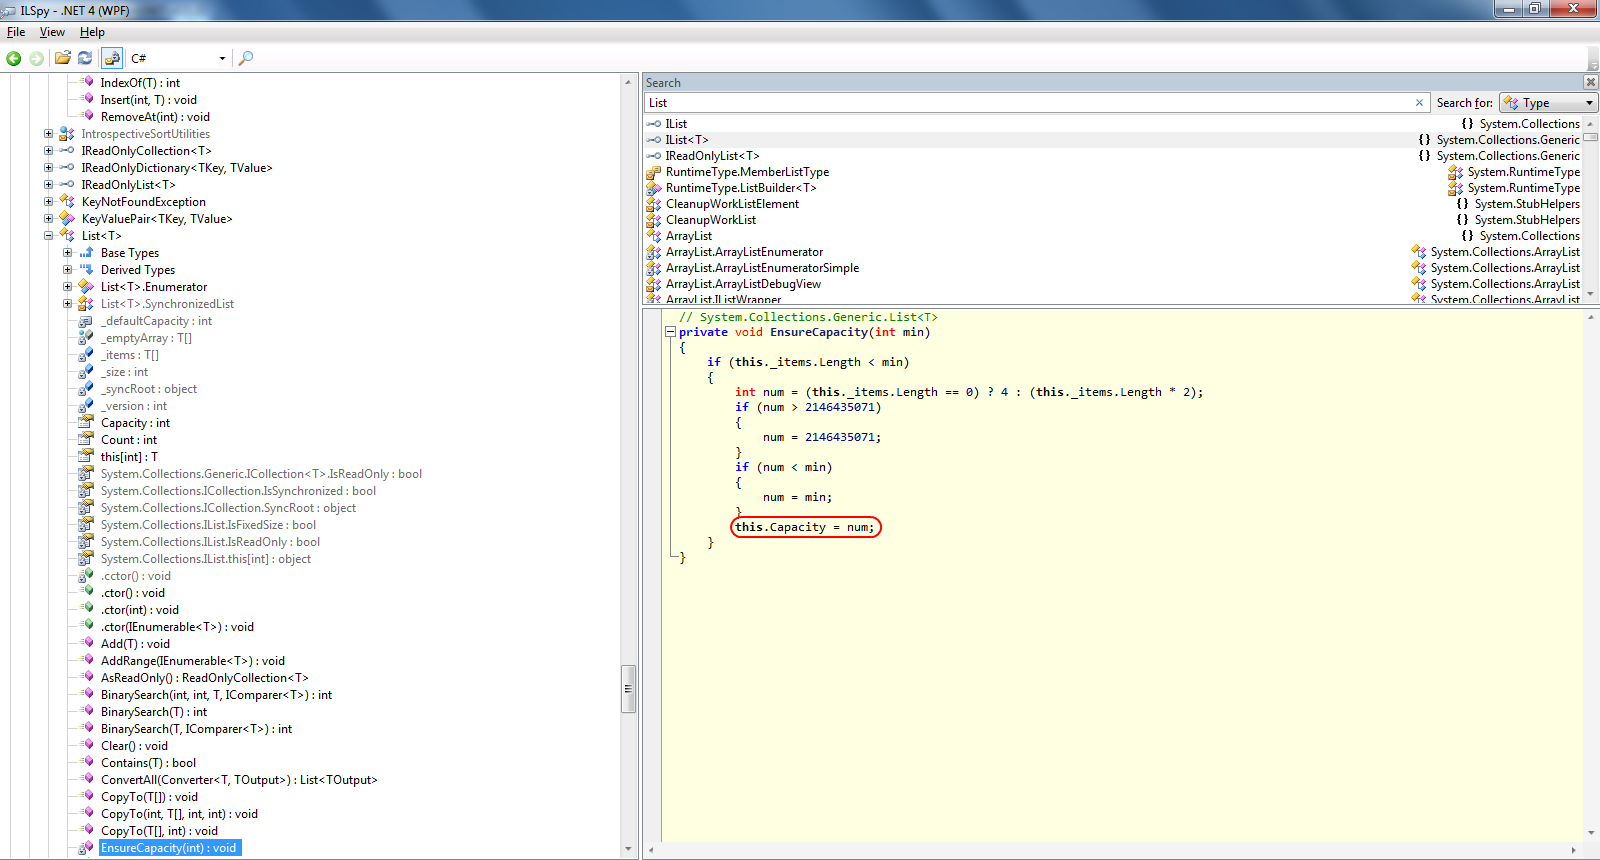 ILSpy - .NET 4 (WPF)
File View Help
C#
IndexOf(T) : int
Insert(int, T) : void
RemoveAt(int) : void
IntrospectiveSortUtilities
IReadOnlyCollection<T>
IReadOnlyDictionary<TKey, TValue>
IReadOnlyList<T>
KeyNotFoundException
KeyValuePair<TKey, TValue>
List<T>
Base Types
Derived Types
List<T>.Enumerator
List<T>.SynchronizedList
_defaultCapacity : int
_emptyArray : T[]
_items : T[]
_size : int
_syncRoot : object
_version : int
Capacity : int
Count : int
this[int] : T
System.Collections.Generic.ICollection<T>.IsReadOnly : bool
System.Collections.ICollection.IsSynchronized : bool
System.Collections.ICollection.SyncRoot : object
System.Collections.IList.IsFixedSize : bool
System.Collections.IList.IsReadOnly : bool
System.Collections.IList.this[int] : object
.cctor() : void
.ctor() : void
.ctor(int) : void
.ctor(IEnumerable<T>) : void
Add(T) : void
AddRange(IEnumerable<T>) : void
AsReadOnly() : ReadOnlyCollection<T>
BinarySearch(int, int, T, IComparer<T>) : int
BinarySearch(T) : int
BinarySearch(T, IComparer<T>) : int
Clear() : void
Contains(T) : bool
ConvertAll(Converter<T, TOutput>) : List<TOutput>
CopyTo(T[]) : void
CopyTo(int, T[], int, int) : void
CopyTo(T[], int) : void
EnsureCapacity(int) : void
Search
List Search for: Type
IList {} System.Collections
IList<T> {} System.Collections.Generic
IReadOnlyList<T> {} System.Collections.Generic
RuntimeType.MemberListType System.RuntimeType
RuntimeType.ListBuilder<T> System.RuntimeType
CleanupWorkListElement {} System.StubHelpers
CleanupWorkList {} System.StubHelpers
ArrayList {} System.Collections
ArrayList.ArrayListEnumerator System.Collections.ArrayList
ArrayList.ArrayListEnumeratorSimple System.Collections.ArrayList
ArrayList.ArrayListDebugView System.Collections.ArrayList
ArrayList.IListWrapper System.Collections.ArrayList
// System.Collections.Generic.List<T>
private void EnsureCapacity(int min)
{
if (this._items.Length < min)
{
int num = (this._items.Length == 0) ? 4 : (this._items.Length * 2);
if (num > 2146435071)
{
num = 2146435071;
}
if (num < min)
{
num = min;
}
this.Capacity = num;
}
}